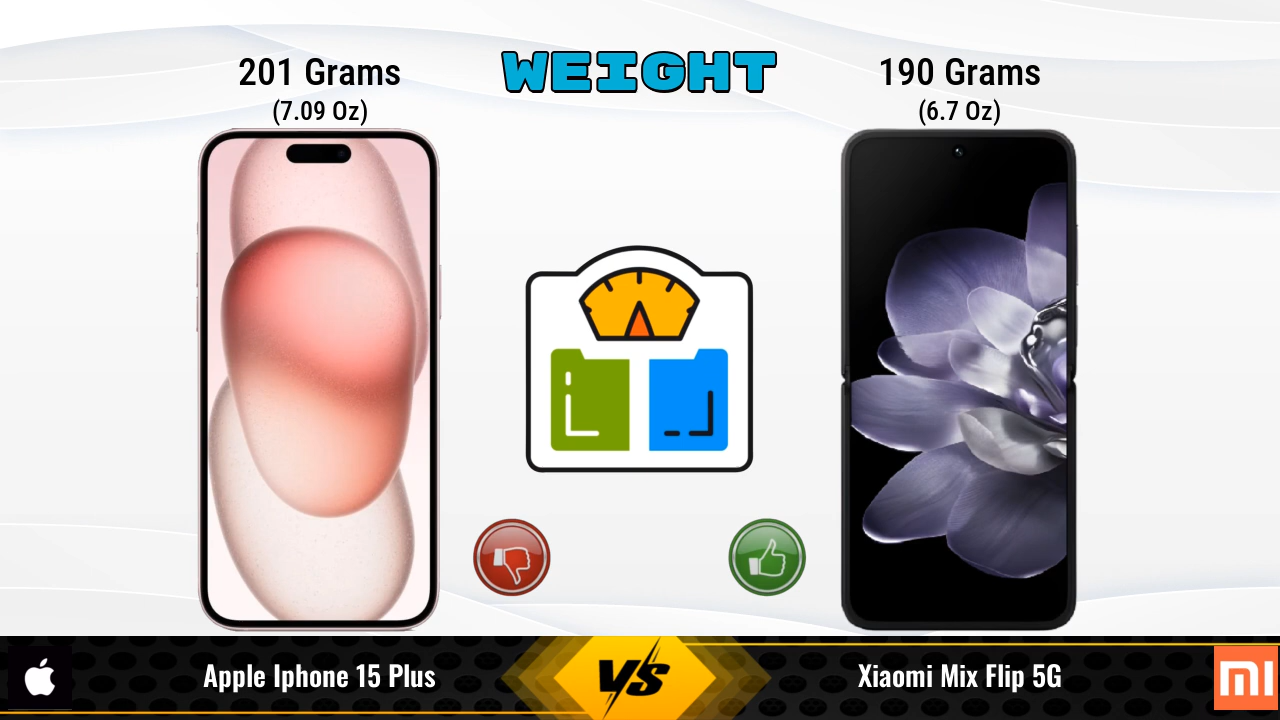 WEIGHT
201 Grams
(7.09 Oz)
190 Grams
(6.7 Oz)
Apple Iphone 15 Plus
VS
Xiaomi Mix Flip 5G
mi